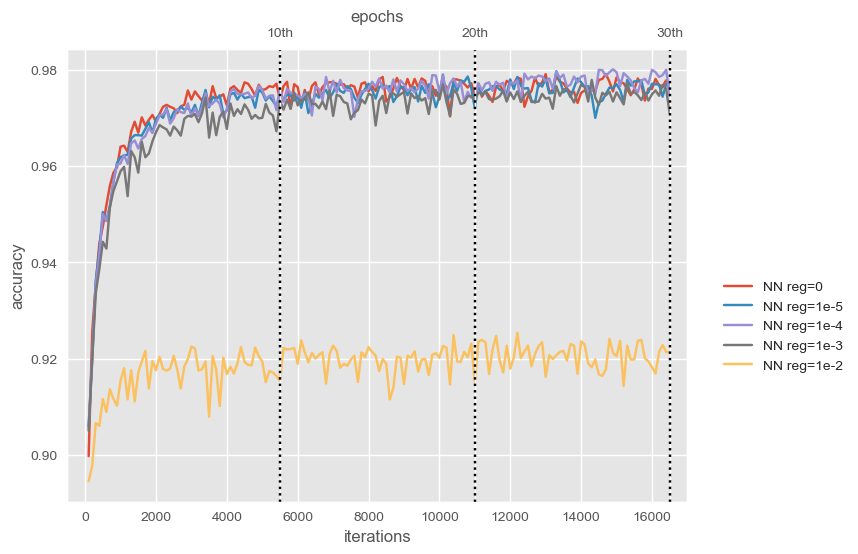 epochs
10th 20th 30th
0.98
0.96
0.94
0.92
0.90
accuracy
0 2000 4000 6000 8000 10000 12000 14000 16000
iterations
NN reg=0
NN reg=1e-5
NN reg=1e-4
NN reg=1e-3
NN reg=1e-2